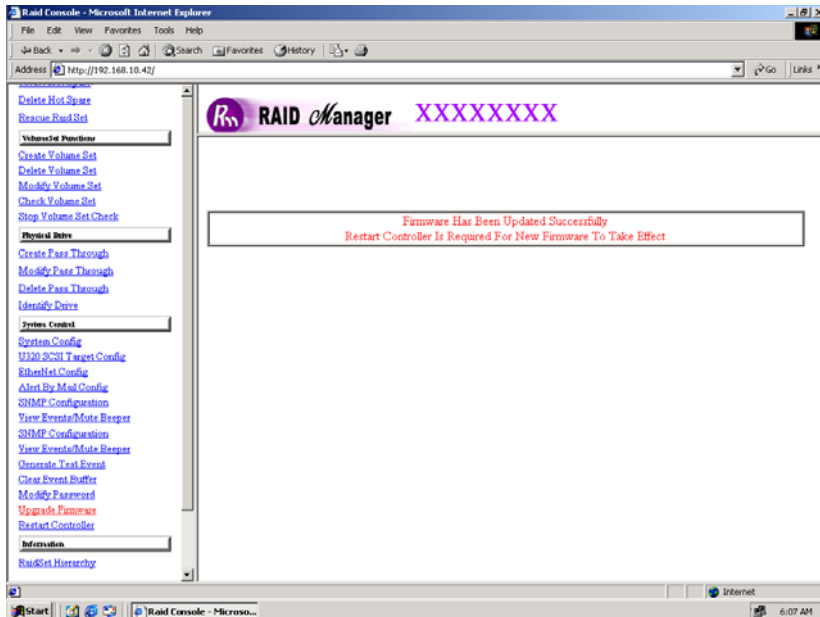 Raid Console - Microsoft Internet Explorer
File Edit View Favorites Tools Help
Back Search Favorites History
Address http://192.168.10.42/ Go Links
Delete Hot Spare
Rescue Raid Set
VolumeSet Functions
Create Volume Set
Delete Volume Set
Modify Volume Set
Check Volume Set
Stop Volume Set Check
Physical Drive
Create Pass Through
Modify Pass Through
Delete Pass Through
Identify Drive
System Control
System Config
U320 SCSI Target Config
EtherNet Config
Alert By Mail Config
SNMP Configuration
View Events/Mute Beeper
SNMP Configuration
View Events/Mute Beeper
Generate Test Event
Clear Event Buffer
Modify Password
Upgrade Firmware
Restart Controller
Information
RaidSet Hierarchy
Rm RAID Manager XXXXXXXX
Firmware Has Been Updated Successfully
Restart Controller Is Required For New Firmware To Take Effect
Internet
Start Raid Console - Microso... 6:07 AM